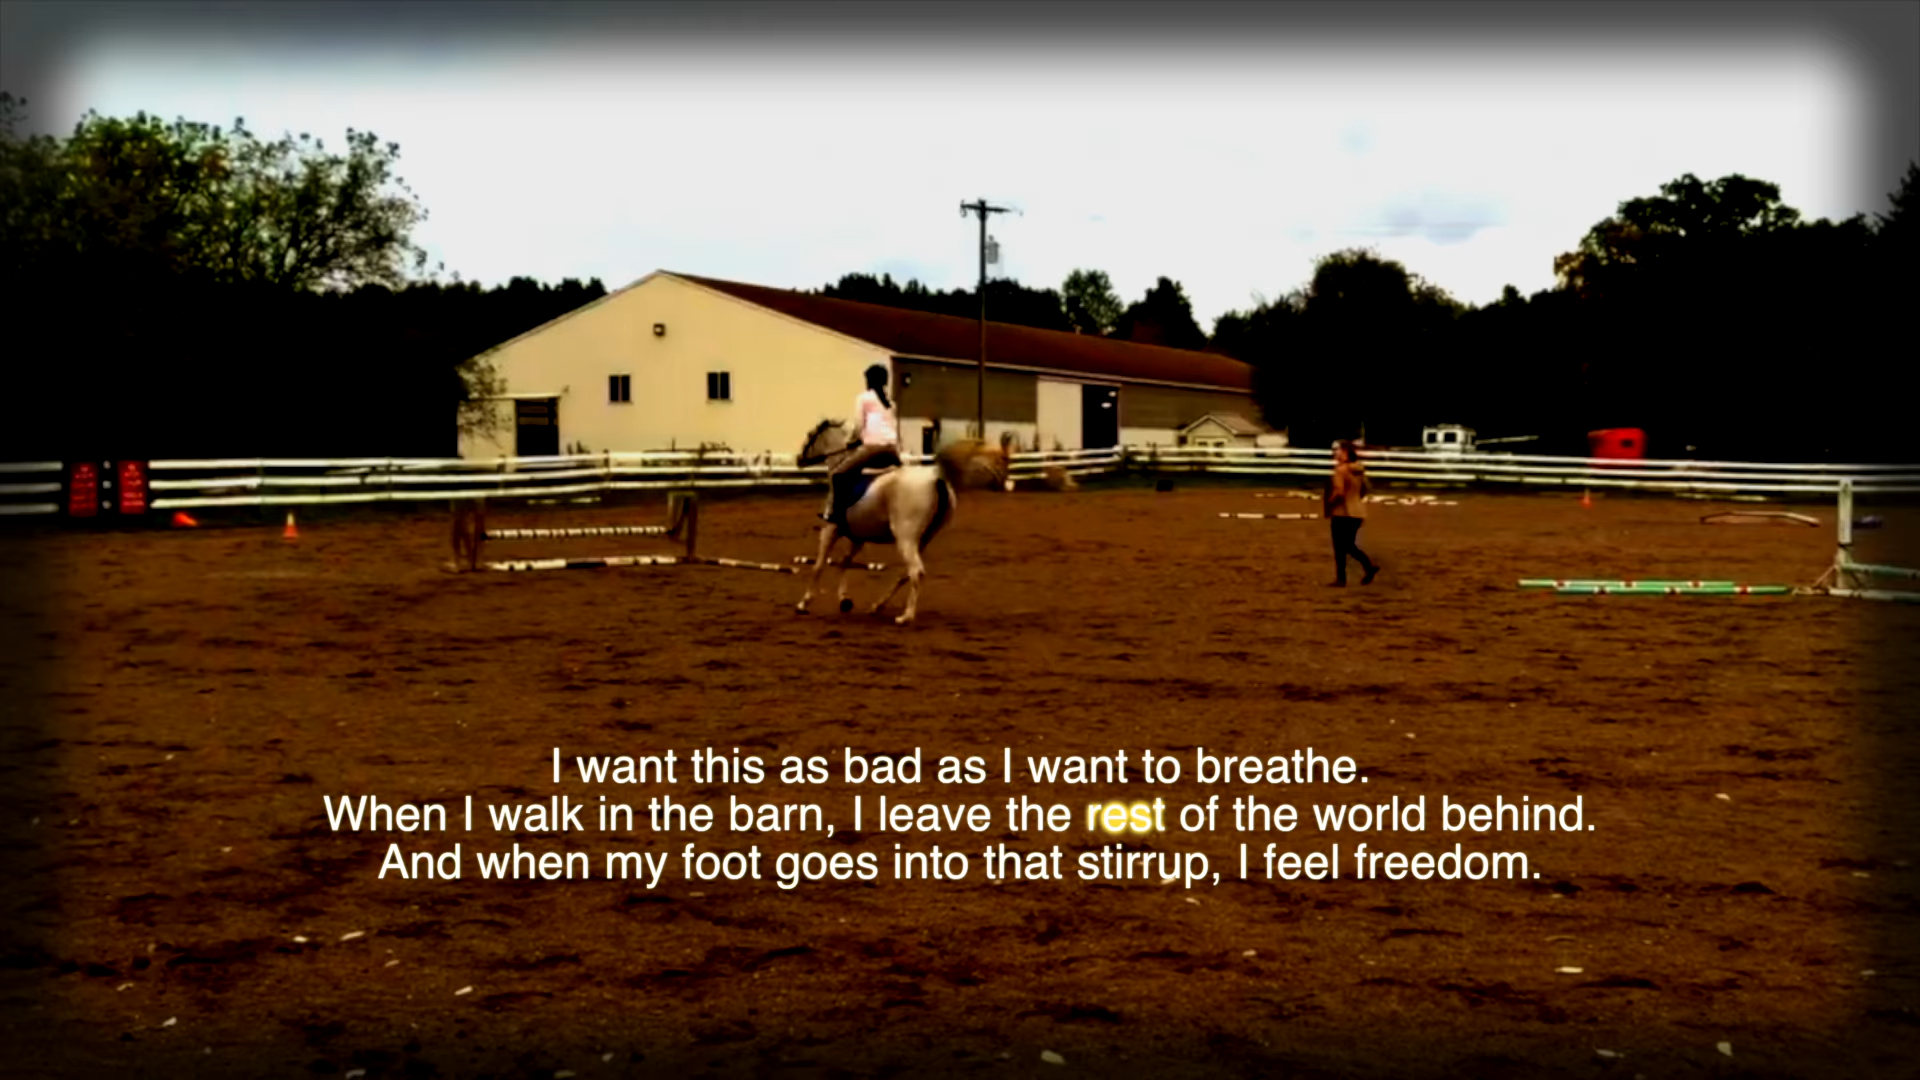 I want this as bad as I want to breathe.
When I walk in the barn, I leave the rest of the world behind.
And when my foot goes into that stirrup, I feel freedom.